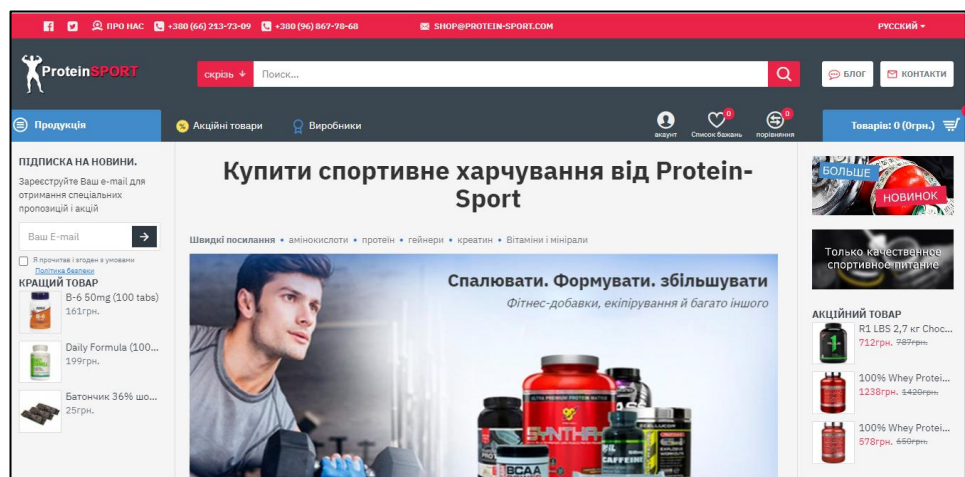 ПРО НАС +380 (66) 213-73-09 +380 (96) 867-78-68 SHOP@PROTEIN-SPORT.COM РУССКИЙ
ProteinSPORT
скрізь Поиск...
БЛОГ КОНТАКТИ
Продукція Акційні товари Виробники
акаунт Список бажань 0 порівняння 0
Товарів: 0 (0грн.)
ПІДПИСКА НА НОВИНИ.
Зареєструйте Ваш e-mail для
отримання спеціальних
пропозицій і акцій
Ваш E-mail
Я прочитав і згоден з умовами
Політика безпеки
КРАЩИЙ ТОВАР
B-6 50mg (100 tabs)
161грн.
Daily Formula (100...
199грн.
Батончик 36% шо...
25грн.
Купити спортивне харчування від Protein-
Sport
Швидкі посилання • амінокислоти • протеїн • гейнери • креатин • Вітаміни і мінірали
Спалювати. Формувати. збільшувати
Фітнес-добавки, екіпірування й багато іншого
SYNTHA
BCAA
CAFFEINE
БОЛЬШЕ
НОВИНОК
Только качественное
спортивное питание
АКЦІЙНИЙ ТОВАР
R1 LBS 2,7 кг Choc...
712грн. 787грн.
100% Whey Protei...
1238грн. 1420грн.
100% Whey Protei...
578грн. 650грн.